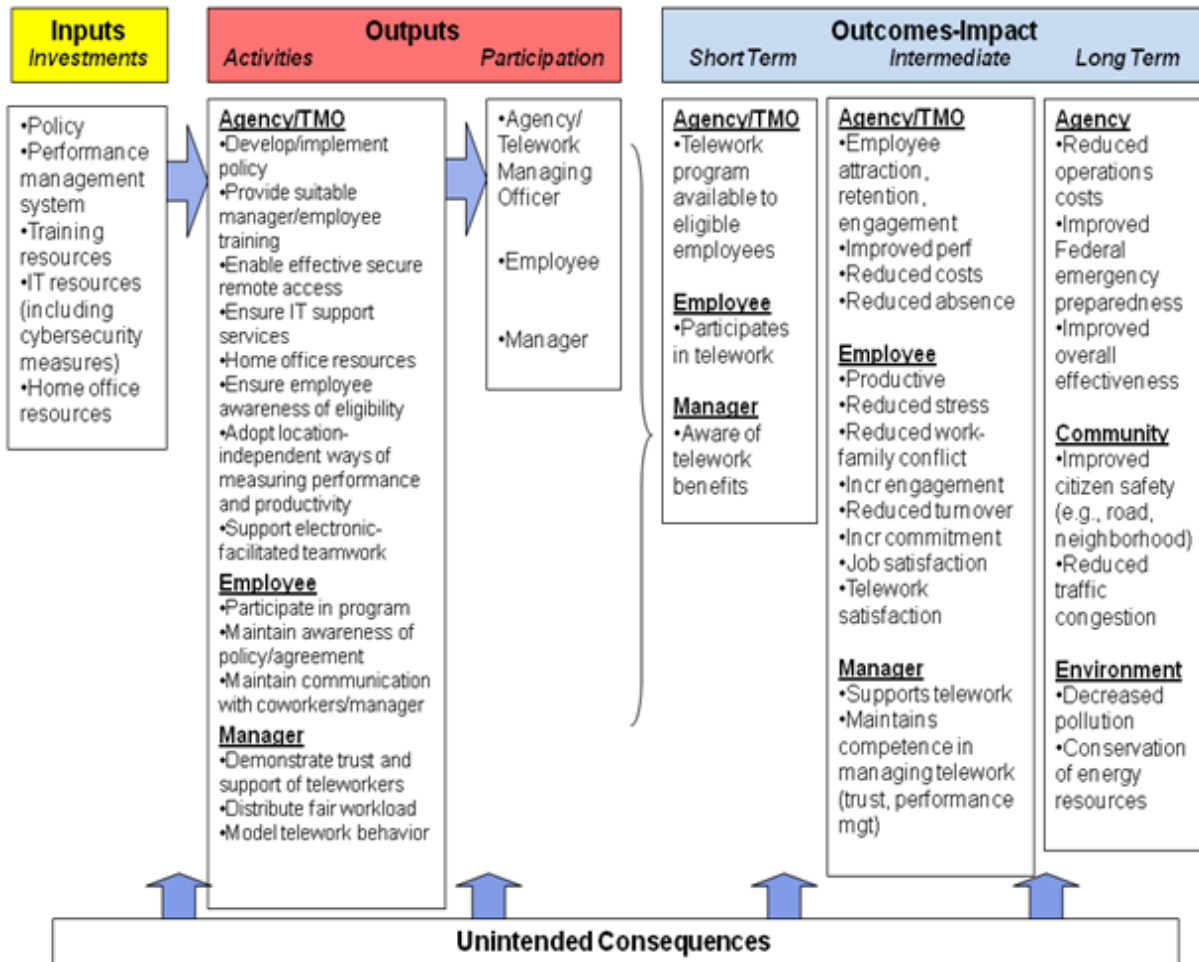 Inputs
Investments
Outputs
Activities
Participation
Outcomes-Impact
Short Term
Intermediate
Long Term
•Policy
•Performance
management
system
•Training
resources
•IT resources
(including
cybersecurity
measures)
•Home office
resources
Agency/TMO
•Develop/implement
policy
•Provide suitable
manager/employee
training
•Enable effective secure
remote access
•Ensure IT support
services
•Home office resources
•Ensure employee
awareness of eligibility
•Adopt location-
independent ways of
measuring performance
and productivity
•Support electronic-
facilitated teamwork
Employee
•Participate in program
•Maintain awareness of
policy/agreement
•Maintain communication
with coworkers/manager
Manager
•Demonstrate trust and
support of teleworkers
•Distribute fair workload
•Model telework behavior
•Agency/
Telework
Managing
Officer
•Employee
•Manager
Agency/TMO
•Telework
program
available to
eligible
employees
Employee
•Participates
in telework
Manager
•Aware of
telework
benefits
Agency/TMO
•Employee
attraction,
retention,
engagement
•Improved perf
•Reduced costs
•Reduced absence
Employee
•Productive
•Reduced stress
•Reduced work-
family conflict
•Incr engagement
•Reduced turnover
•Incr commitment
•Job satisfaction
•Telework
satisfaction
Manager
•Supports telework
•Maintains
competence in
managing telework
(trust, performance
mgt)
Agency
•Reduced
operations
costs
•Improved
Federal
emergency
preparedness
•Improved
overall
effectiveness
Community
•Improved
citizen safety
(e.g., road,
neighborhood)
•Reduced
traffic
congestion
Environment
•Decreased
pollution
•Conservation
of energy
resources
Unintended Consequences